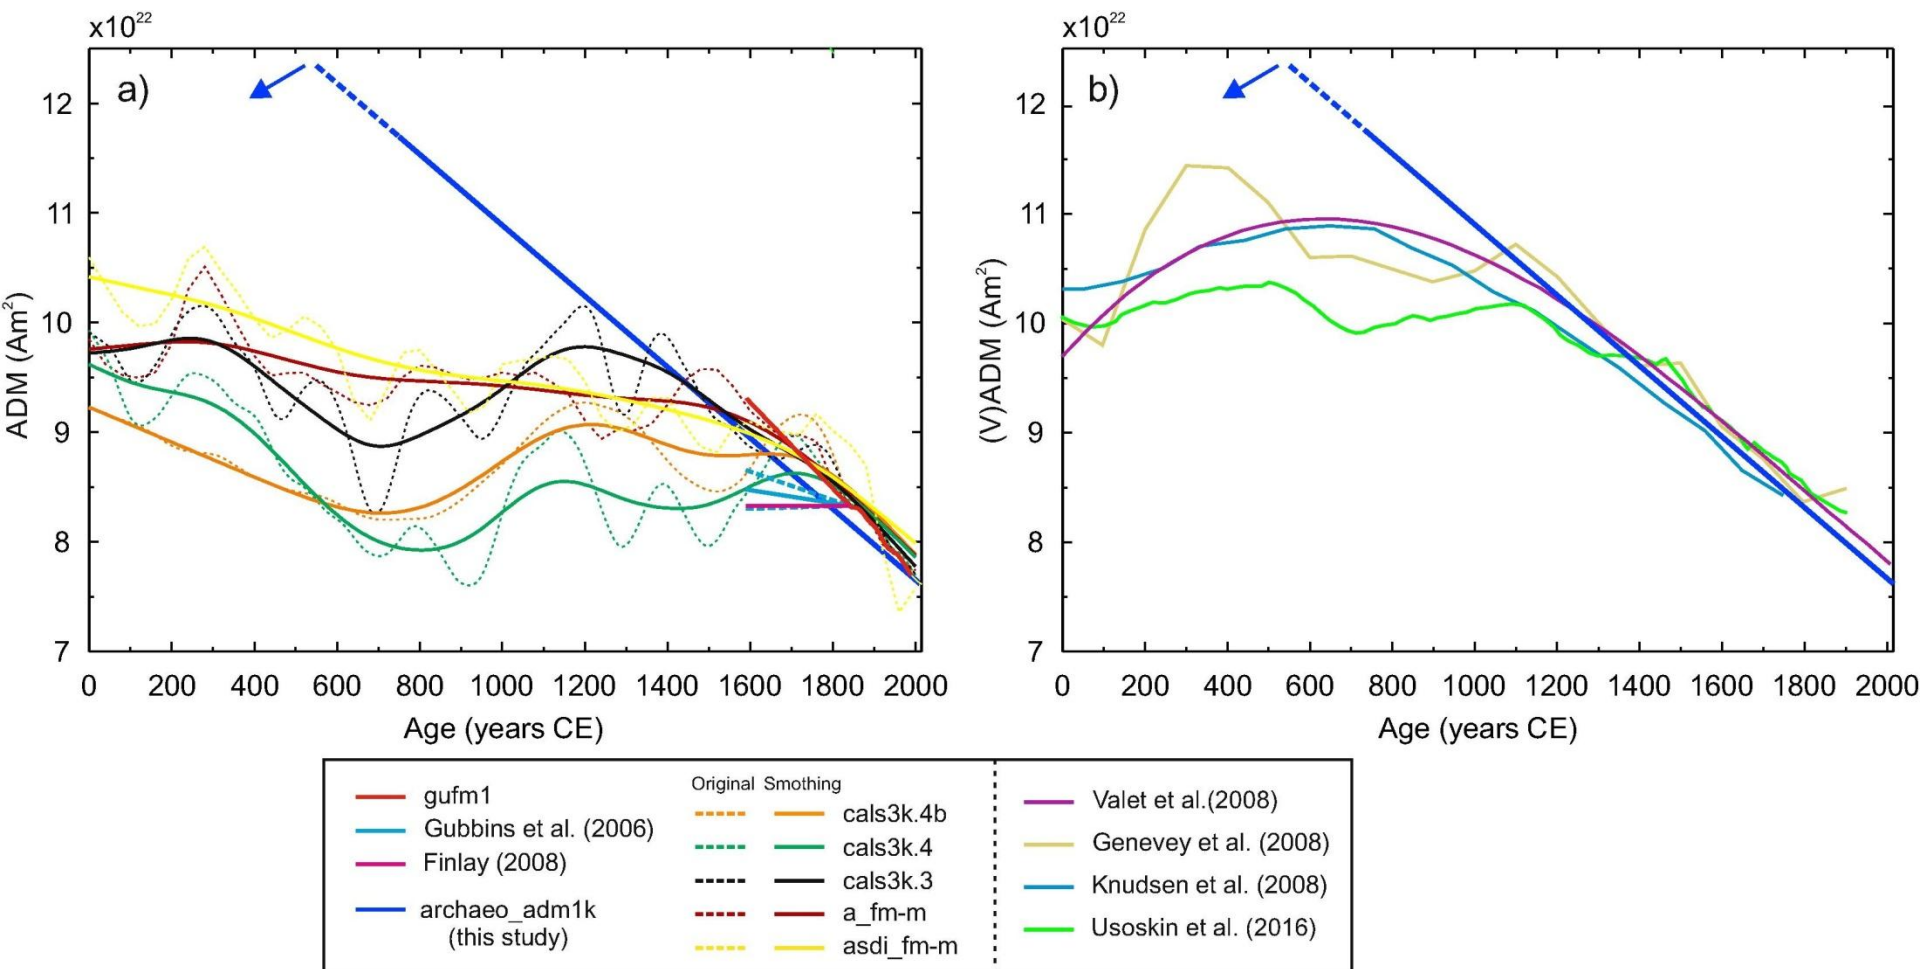 x10²²
a)
12
11
10
9
8
7
ADM (Am²)
0 200 400 600 800 1000 1200 1400 1600 1800 2000
Age (years CE)
x10²²
b)
12
11
10
9
8
7
(V)ADM (Am²)
0 200 400 600 800 1000 1200 1400 1600 1800 2000
Age (years CE)
gufm1
Gubbins et al. (2006)
Finlay (2008)
archaeo_adm1k
(this study)
Original Smothing
cals3k.4b
cals3k.4
cals3k.3
a_fm-m
asdi_fm-m
Valet et al.(2008)
Genevey et al. (2008)
Knudsen et al. (2008)
Usoskin et al. (2016)